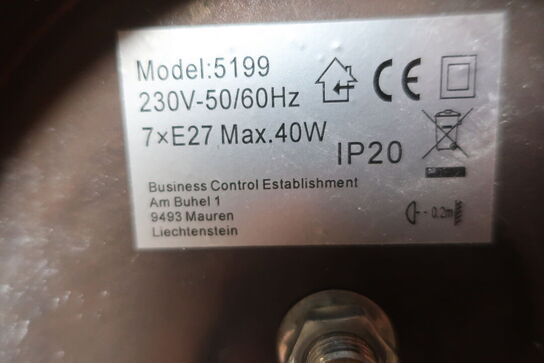 Model:5199
230V-50/60Hz
CE
7×E27 Max.40W
IP20
Business Control Establishment
Am Buhel 1
9493 Mauren
Liechtenstein
- 0.2m